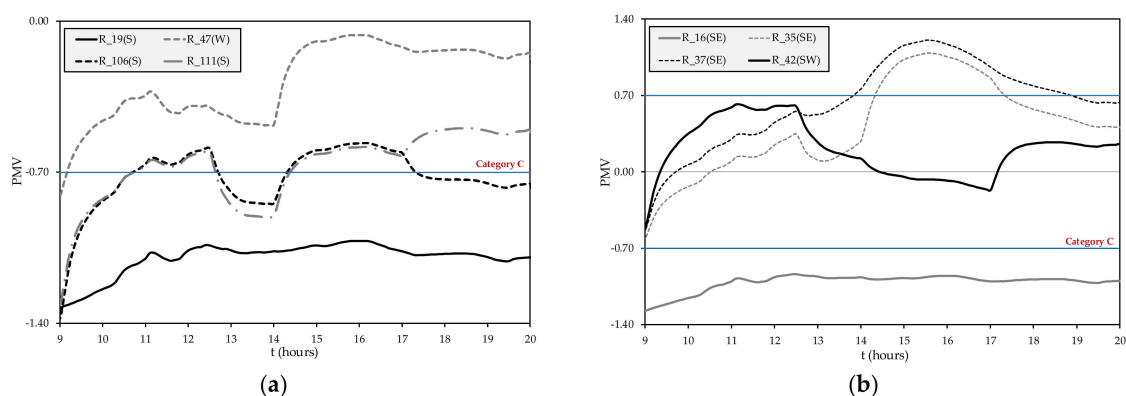 0.00
R_19(S)
R_47(W)
R_106(S)
R_111(S)
PMV
-0.70
Category C
-1.40
9
10
11
12
13
14
15
16
17
18
19
20
t (hours)
(a)
1.40
R_16(SE)
R_35(SE)
R_37(SE)
R_42(SW)
0.70
PMV
0.00
-0.70
Category C
-1.40
9
10
11
12
13
14
15
16
17
18
19
20
t (hours)
(b)